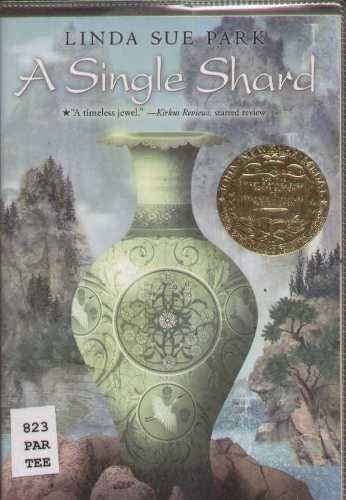 LINDA SUE PARK
A Single Shard
★"A timeless jewel." —Kirkus Reviews, starred review
823
PAR
TEE